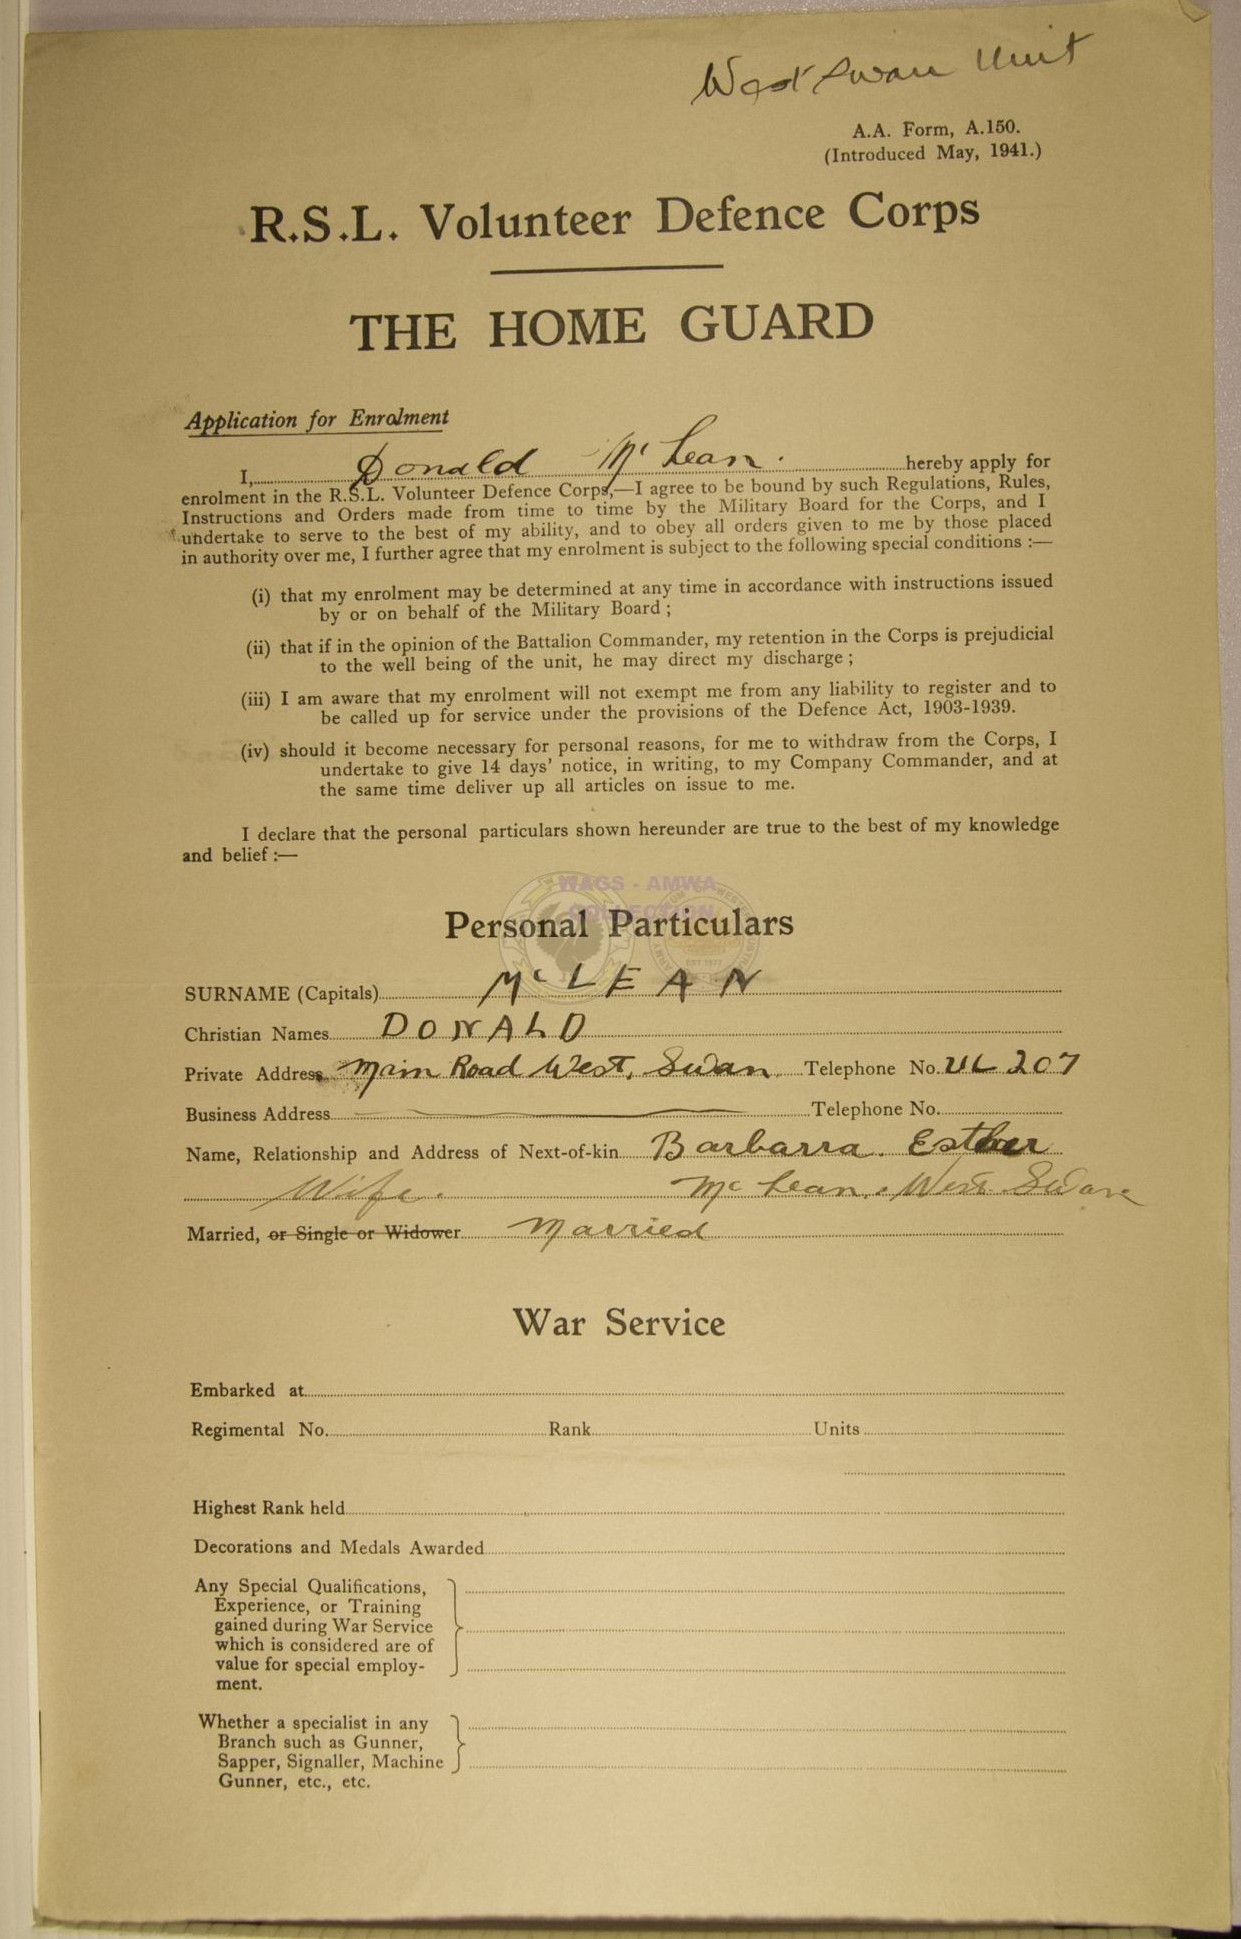 West Swan Unit
A.A. Form, A.150.
(Introduced May, 1941.)
R.S.L. Volunteer Defence Corps
THE HOME GUARD
Application for Enrolment
I, Donald McLean. hereby apply for
enrolment in the R.S.L. Volunteer Defence Corps,—I agree to be bound by such Regulations, Rules,
Instructions and Orders made from time to time by the Military Board for the Corps, and I
undertake to serve to the best of my ability, and to obey all orders given to me by those placed
in authority over me, I further agree that my enrolment is subject to the following special conditions :—
(i) that my enrolment may be determined at any time in accordance with instructions issued
by or on behalf of the Military Board ;
(ii) that if in the opinion of the Battalion Commander, my retention in the Corps is prejudicial
to the well being of the unit, he may direct my discharge ;
(iii) I am aware that my enrolment will not exempt me from any liability to register and to
be called up for service under the provisions of the Defence Act, 1903-1939.
(iv) should it become necessary for personal reasons, for me to withdraw from the Corps, I
undertake to give 14 days' notice, in writing, to my Company Commander, and at
the same time deliver up all articles on issue to me.
I declare that the personal particulars shown hereunder are true to the best of my knowledge
and belief :—
WAGS - AMWA
COLLECTION
Personal Particulars
SURNAME (Capitals) McLEAN
Christian Names DONALD
Private Address Main Road West, Swan. Telephone No. UL 207
Business Address Telephone No.
Name, Relationship and Address of Next-of-kin Barbarra. Esther
Wife. McLean, West Swan
Married, or Single or Widower Married
War Service
Embarked at
Regimental No. Rank Units
Highest Rank held
Decorations and Medals Awarded
Any Special Qualifications,
Experience, or Training
gained during War Service
which is considered are of
value for special employ-
ment.
Whether a specialist in any
Branch such as Gunner,
Sapper, Signaller, Machine
Gunner, etc., etc.